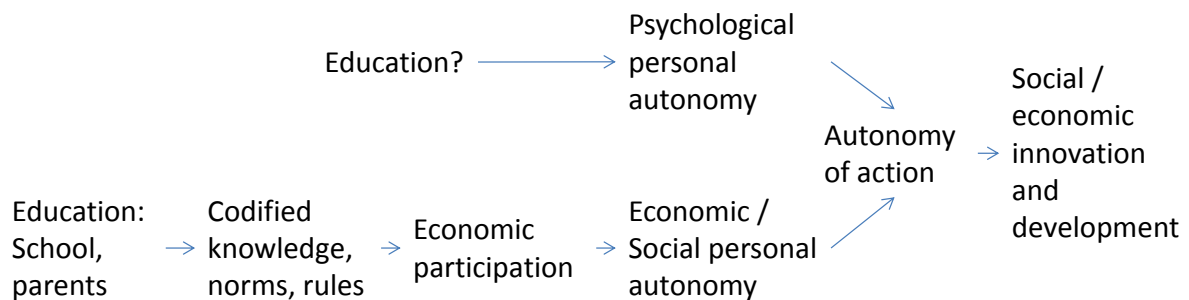 Education?
Psychological
personal
autonomy
Social /
economic
innovation
and
development
Autonomy
of action
Education:
School,
parents
Codified
knowledge,
norms, rules
Economic
participation
Economic /
Social personal
autonomy